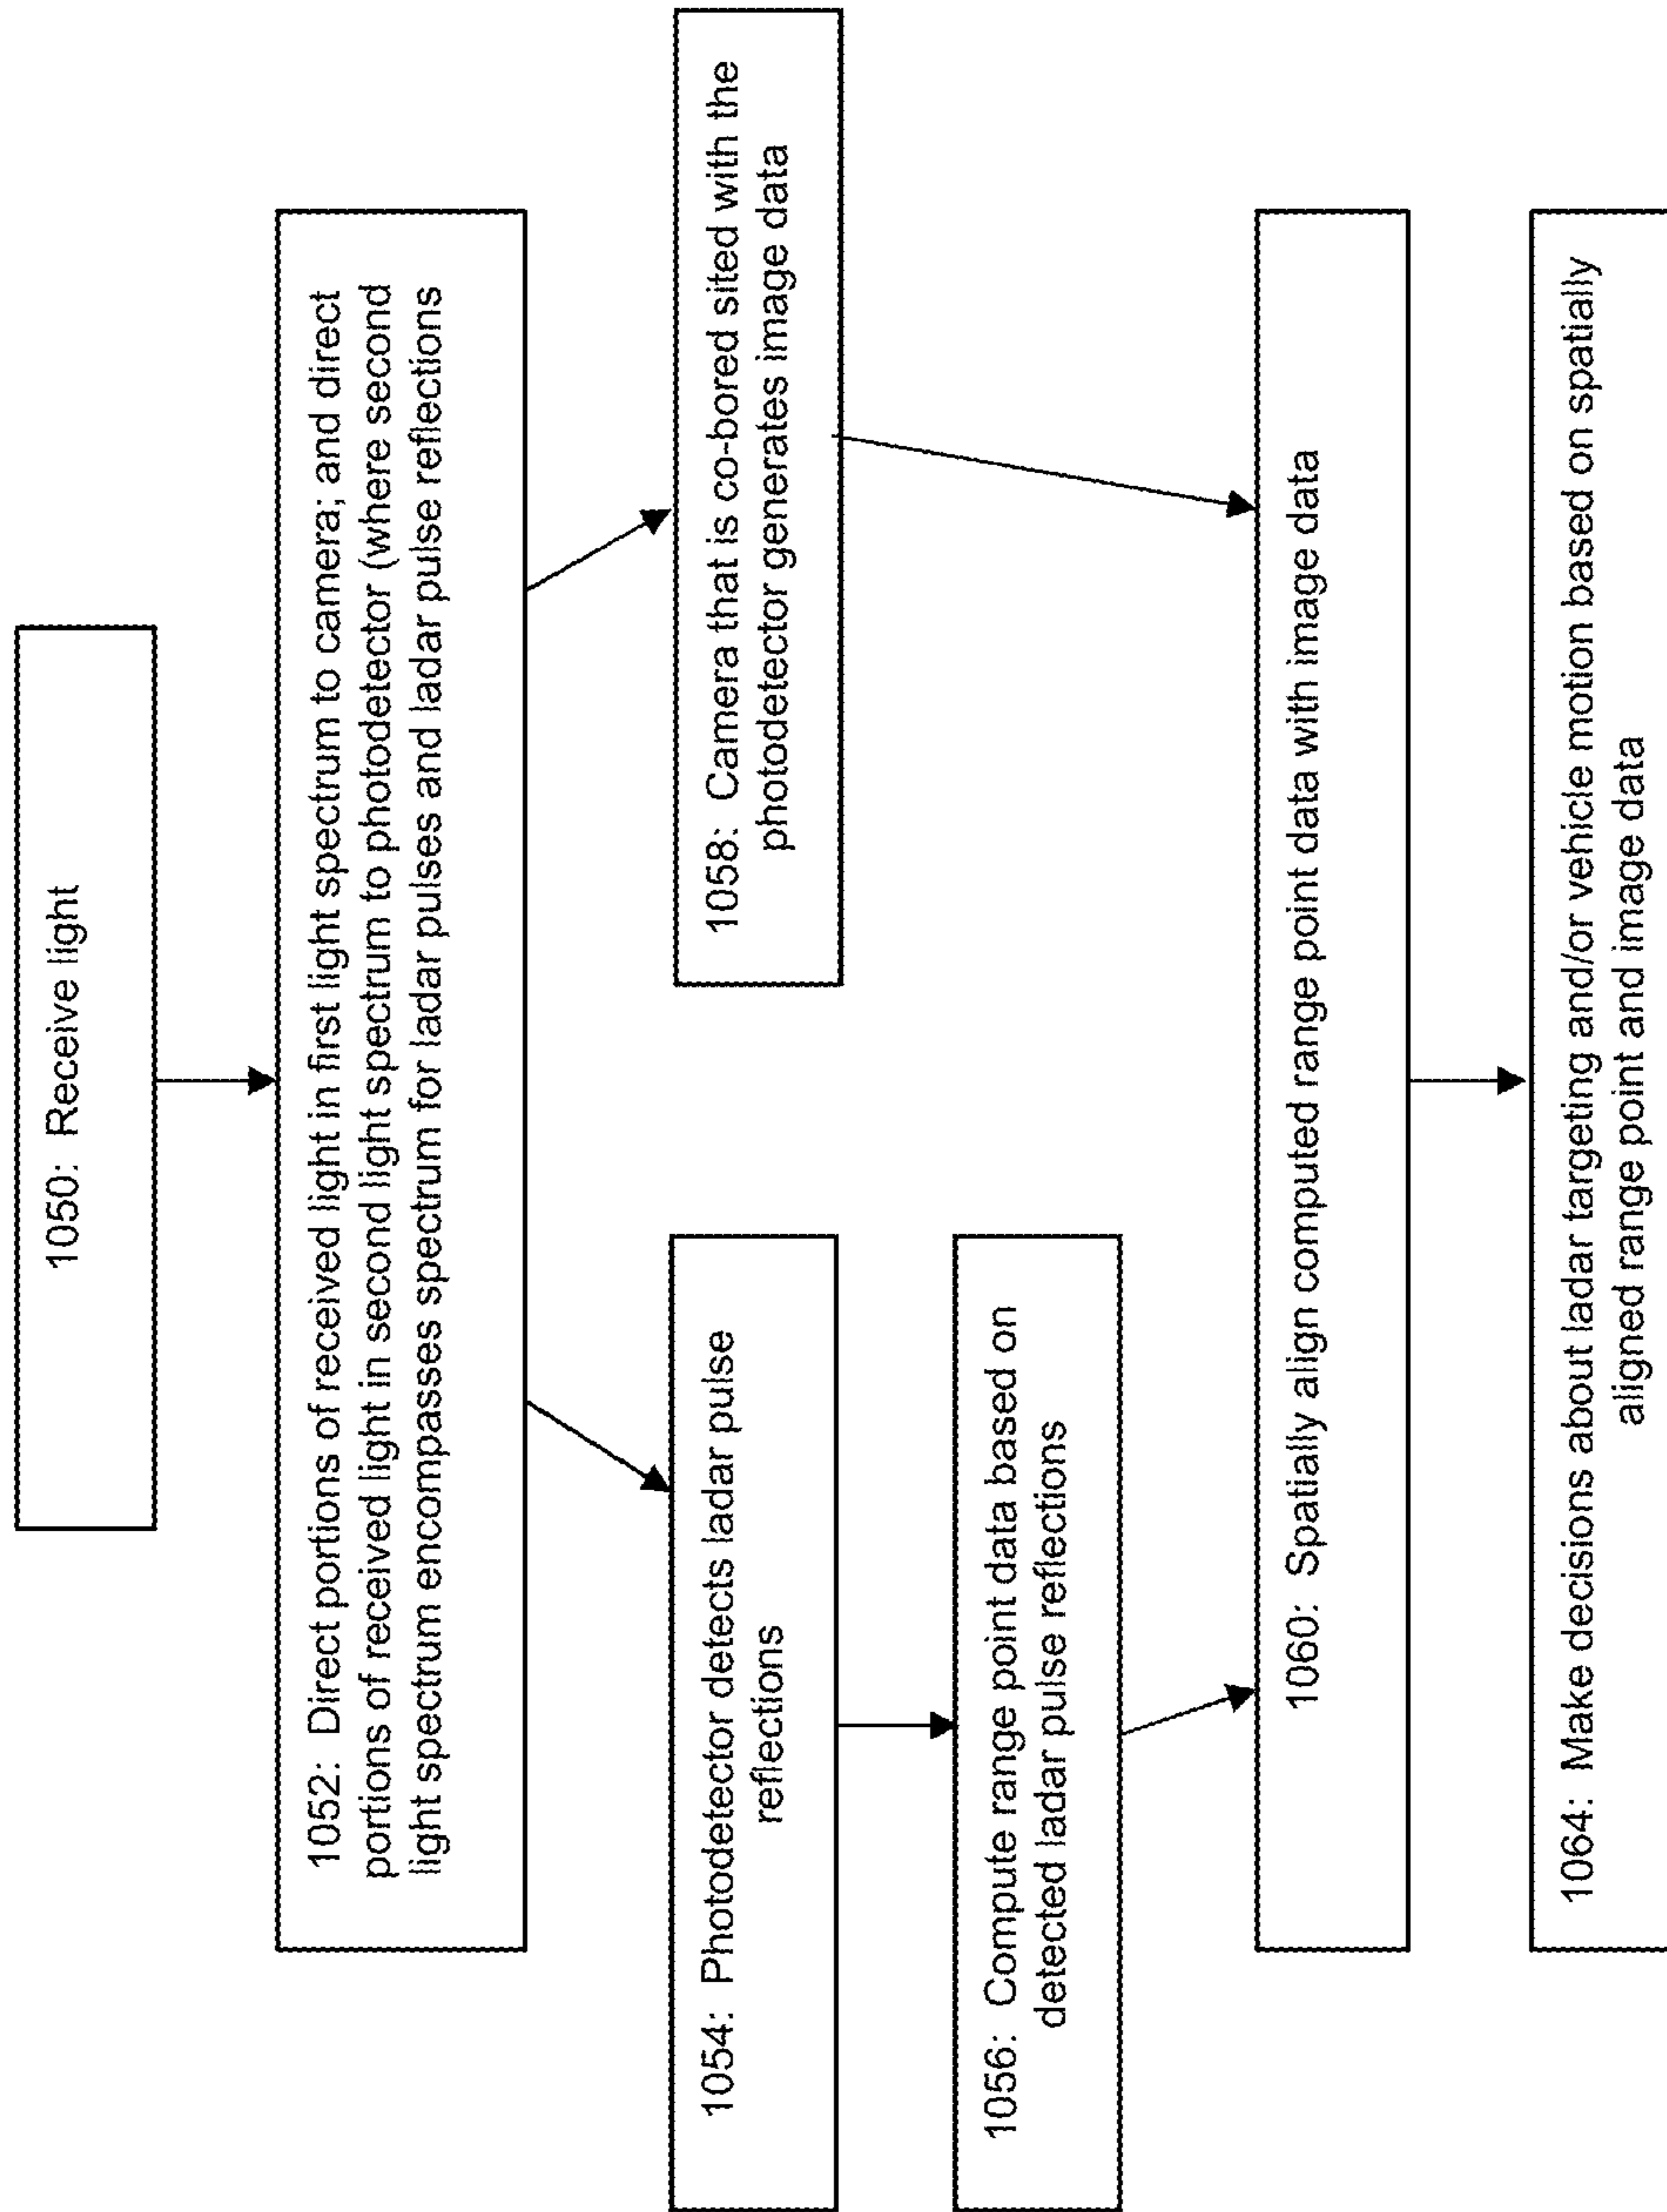 1050: Receive light
1052: Direct portions of received light in first light spectrum to camera; and direct
portions of received light in second light spectrum to photodetector (where second
light spectrum encompasses spectrum for ladar pulses and ladar pulse reflections
1054: Photodetector detects ladar pulse
reflections
1058: Camera that is co-bored sited with the
photodetector generates image data
1056: Compute range point data based on
detected ladar pulse reflections
1060: Spatially align computed range point data with image data
1064: Make decisions about ladar targeting and/or vehicle motion based on spatially
aligned range point and image data